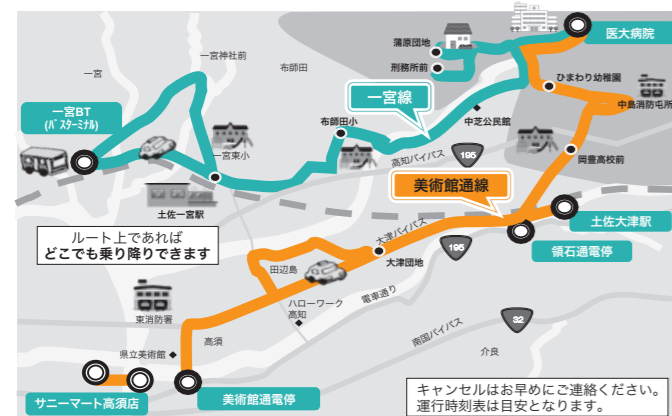 医大病院
蒲原団地
刑務所前
一宮神社前
一宮
布師田
ひまわり幼稚園
中島消防屯所
一宮線
一宮BT
(バスターミナル)
布師田小
中芝公民館
一宮東小
高知バイパス
195
岡豊高校前
美術館通線
土佐一宮駅
土佐大津駅
領石通電停
ルート上であれば
どこでも乗り降りできます
大津バイパス
195
大津団地
田辺島
電車通り
ハローワーク
高知
東消防署
南国バイパス
32
高須
県立美術館
介良
サニーマート高須店
美術館通電停
キャンセルはお早めにご連絡ください。
運行時刻表は目安となります。